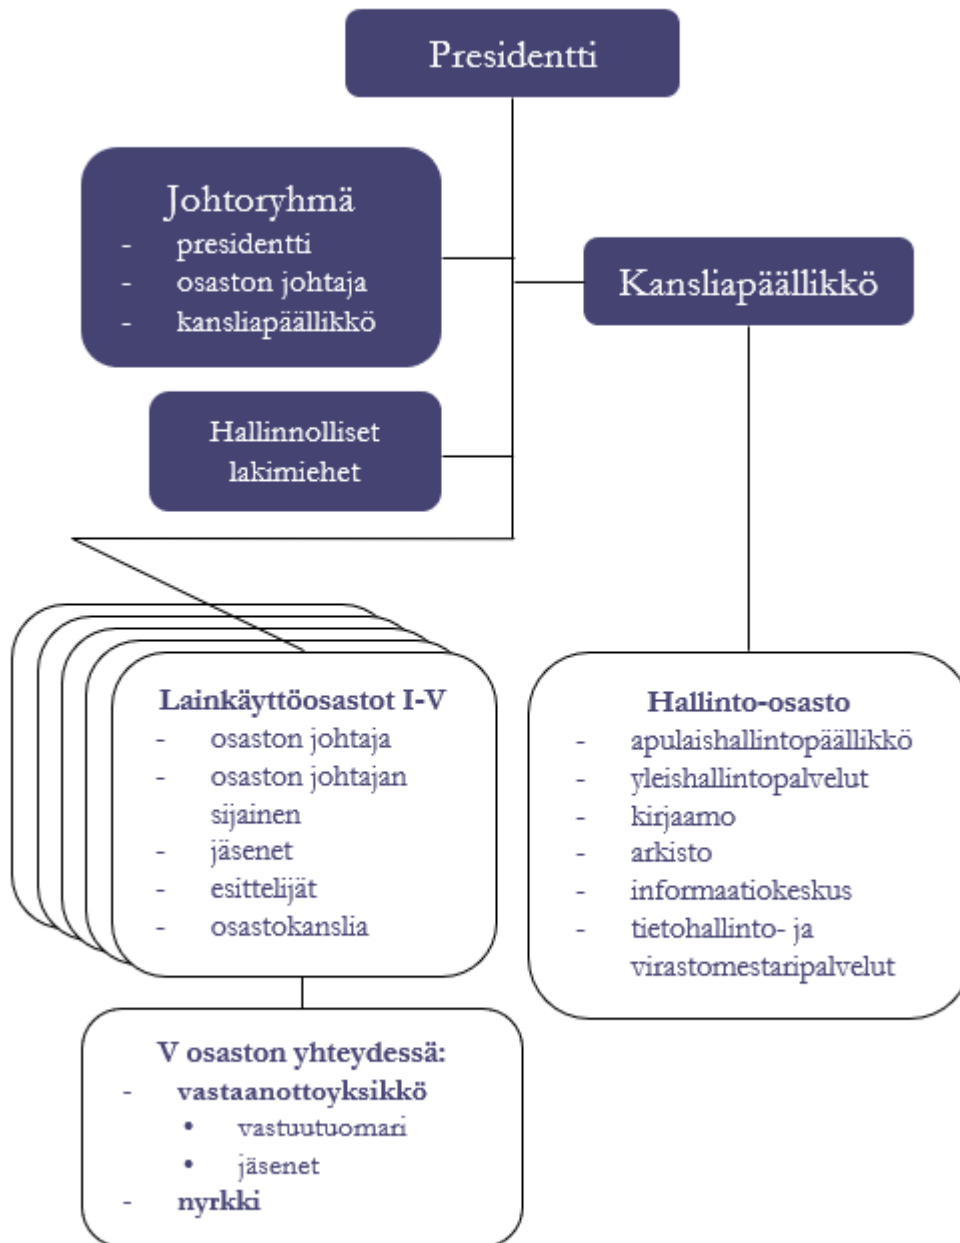 Presidentti
Johtoryhmä
- presidentti
- osaston johtaja
- kansliapäällikkö
Kansliapäällikkö
Hallinnolliset
lakimiehet
Lainkäyttöosastot I-V
- osaston johtaja
- osaston johtajan
sijainen
- jäsenet
- esittelijät
- osastokanslia
Hallinto-osasto
- apulaishallintopäällikkö
- yleishallintopalvelut
- kirjaamo
- arkisto
- informaatiokeskus
- tietohallinto- ja
virastomestaripalvelut
V osaston yhteydessä:
- vastaanottoyksikkö
• vastuutuomari
• jäsenet
- nyrkki